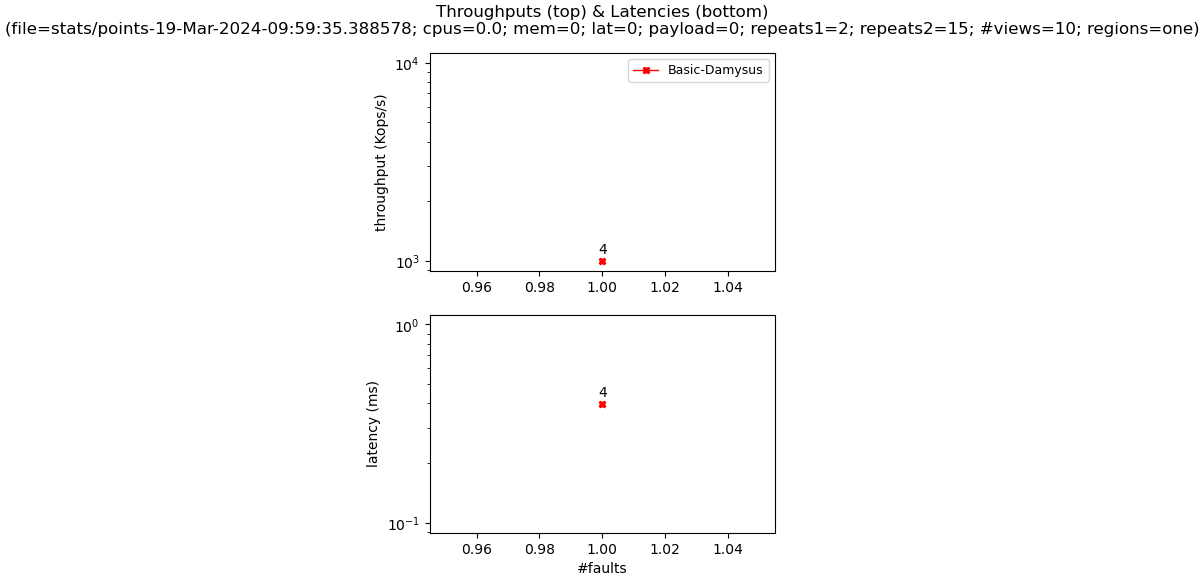 Throughputs (top) & Latencies (bottom)
(file=stats/points-19-Mar-2024-09:59:35.388578; cpus=0.0; mem=0; lat=0; payload=0; repeats1=2; repeats2=15; #views=10; regions=one)
10⁴
Basic-Damysus
throughput (Kops/s)
4
10³
0.96 0.98 1.00 1.02 1.04
10⁰
latency (ms)
4
10⁻¹
0.96 0.98 1.00 1.02 1.04
#faults